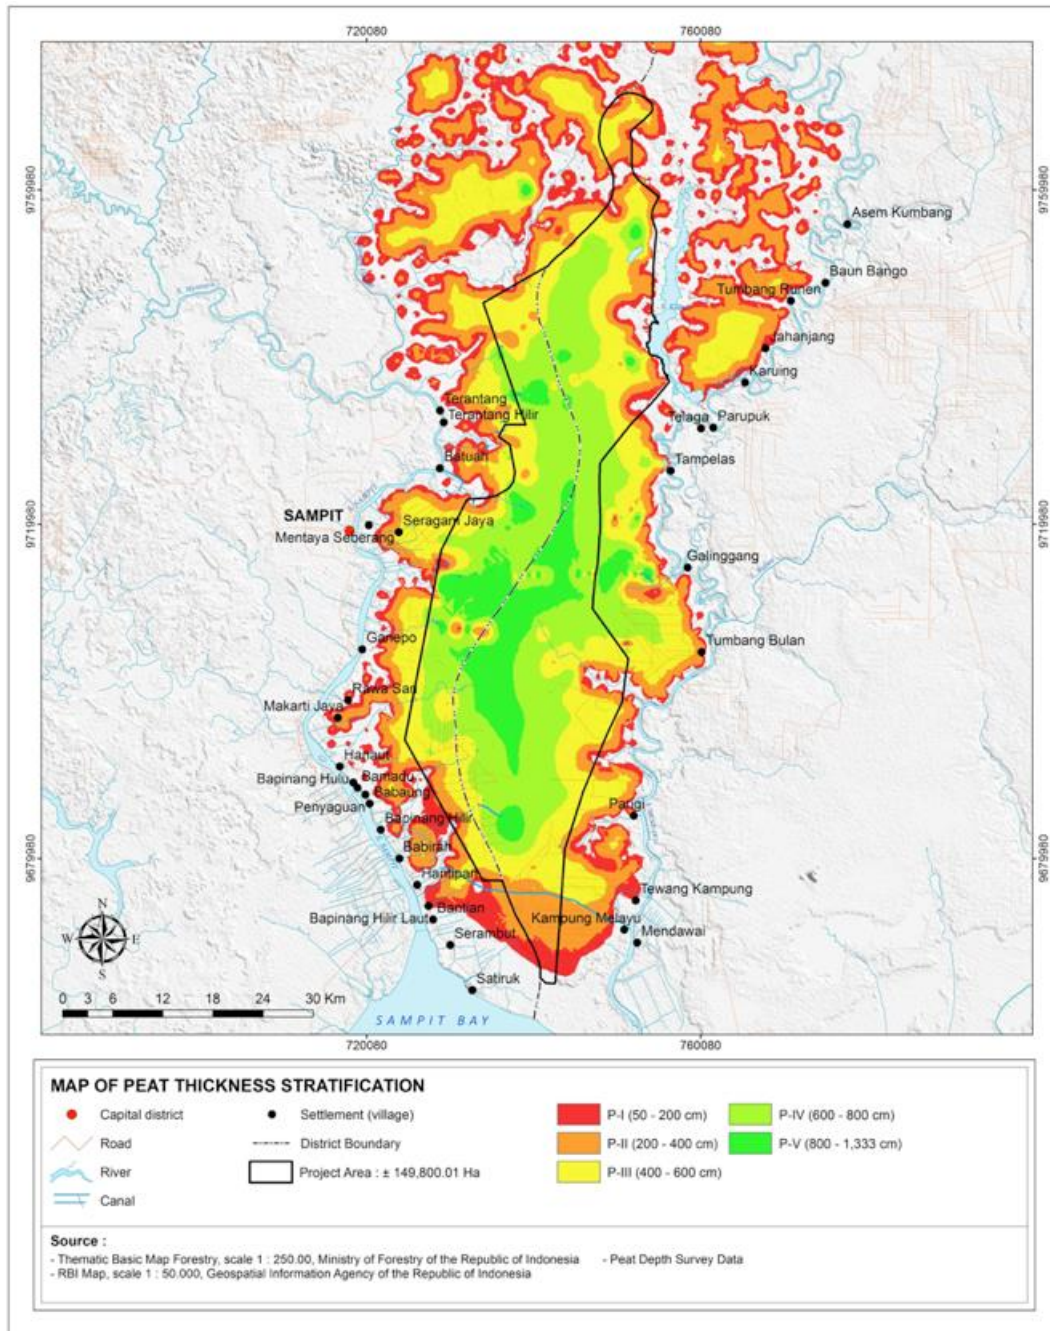 720080 760080
9759980 9759980
Asem Kumbang
Baun Bango
Tumbang Runen
Jahanjang
Karuing
Terantang
Terantang Hilir
Telaga Parupuk
Batuah
Tampelas
SAMPIT
Seragam Jaya
9719980 9719980
Mentaya Seberang
Galinggang
Ganepo
Tumbang Bulan
Rawa Sari
Makarti Jaya
Hanaut
Bapinang Hulu Bamadu
Babaung
Penyaguan
Bapinang Hilir
Parigi
Babirah
9679980 9679980
Hantipan
Tewang Kampung
Bantian
Bapinang Hilir Laut
Kampung Melayu
Serambut
Mendawai
N
W E
S
Satiruk
0 3 6 12 18 24 30 Km
SAMPIT BAY
720080 760080
MAP OF PEAT THICKNESS STRATIFICATION
Capital district
Settlement (village)
P-I (50 - 200 cm)
P-IV (600 - 800 cm)
Road
District Boundary
P-II (200 - 400 cm)
P-V (800 - 1,333 cm)
River
Project Area : ± 149,800.01 Ha
P-III (400 - 600 cm)
Canal
Source :
- Thematic Basic Map Forestry, scale 1 : 250.00, Ministry of Forestry of the Republic of Indonesia - Peat Depth Survey Data
- RBI Map, scale 1 : 50.000, Geospatial Information Agency of the Republic of Indonesia